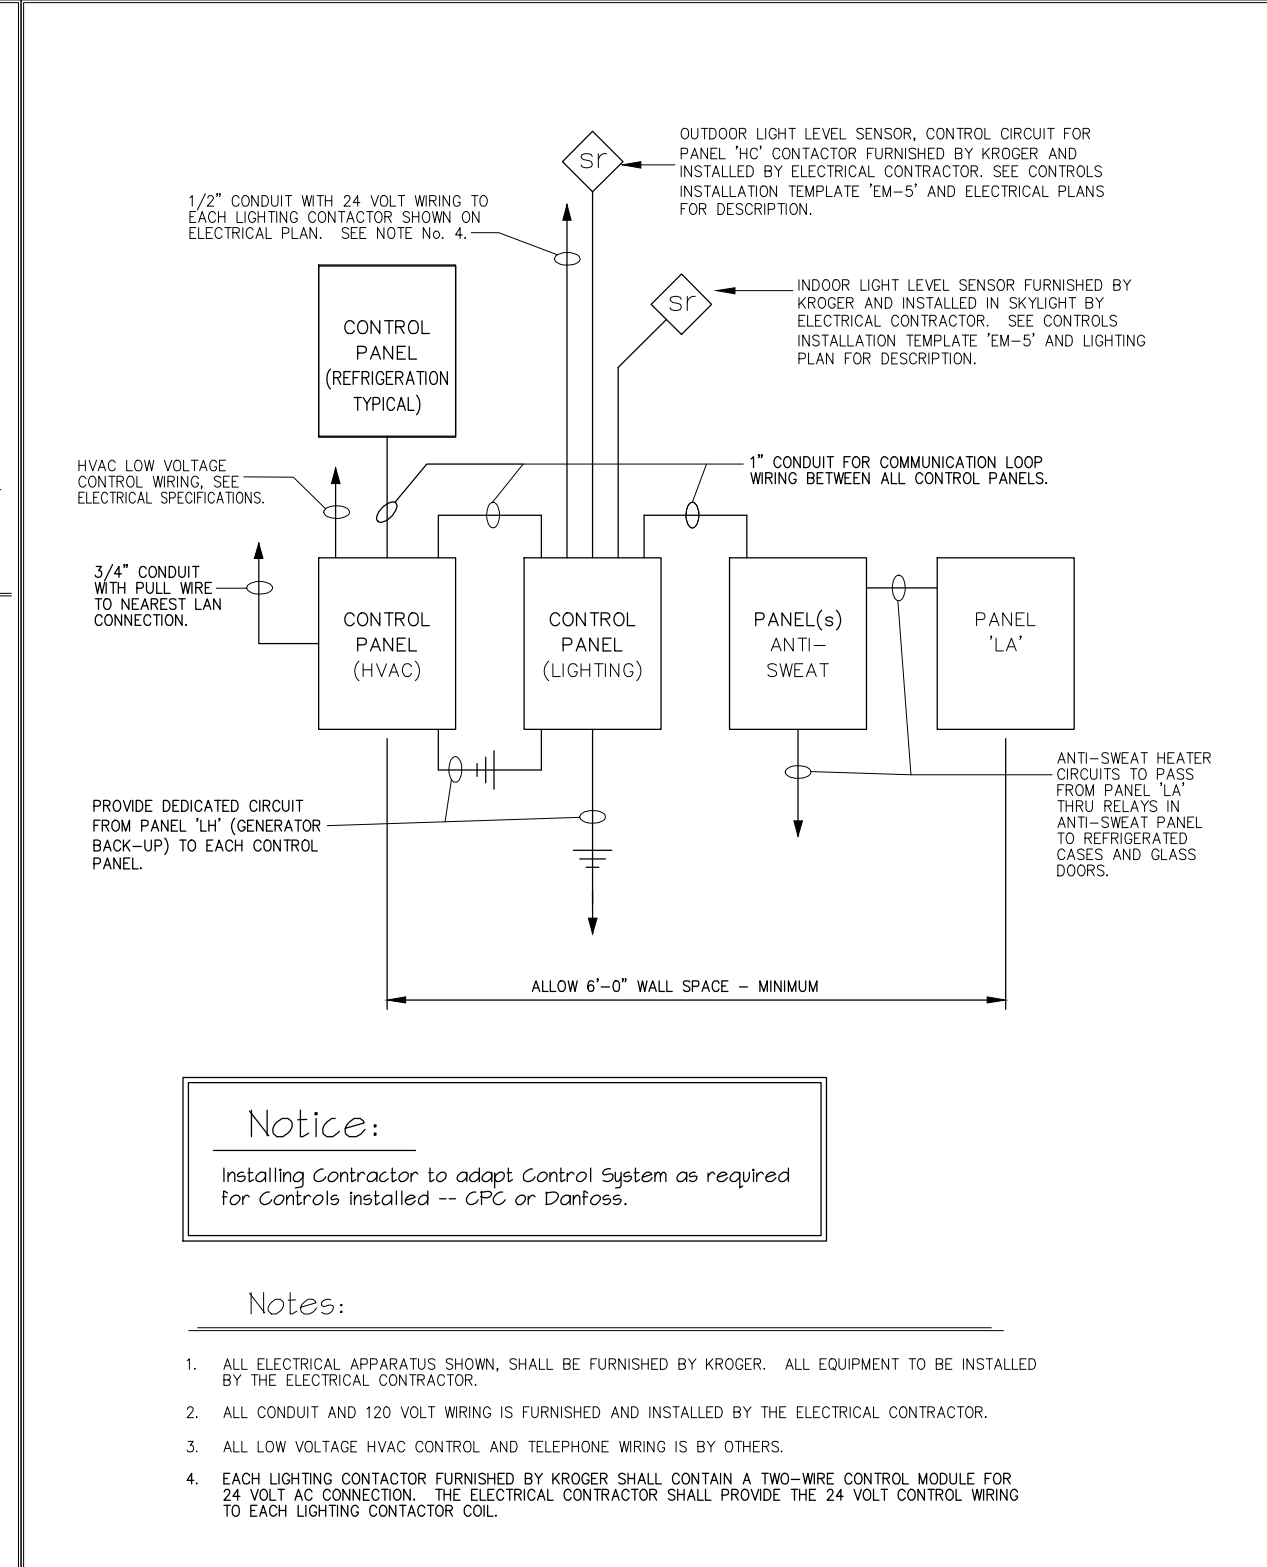 sr
OUTDOOR LIGHT LEVEL SENSOR, CONTROL CIRCUIT FOR
PANEL 'HC' CONTACTOR FURNISHED BY KROGER AND
INSTALLED BY ELECTRICAL CONTRACTOR. SEE CONTROLS
INSTALLATION TEMPLATE 'EM-5' AND ELECTRICAL PLANS
FOR DESCRIPTION.
1/2" CONDUIT WITH 24 VOLT WIRING TO
EACH LIGHTING CONTACTOR SHOWN ON
ELECTRICAL PLAN. SEE NOTE No. 4.
sr
INDOOR LIGHT LEVEL SENSOR FURNISHED BY
KROGER AND INSTALLED IN SKYLIGHT BY
ELECTRICAL CONTRACTOR. SEE CONTROLS
INSTALLATION TEMPLATE 'EM-5' AND LIGHTING
PLAN FOR DESCRIPTION.
CONTROL
PANEL
(REFRIGERATION
TYPICAL)
HVAC LOW VOLTAGE
CONTROL WIRING, SEE
ELECTRICAL SPECIFICATIONS.
1" CONDUIT FOR COMMUNICATION LOOP
WIRING BETWEEN ALL CONTROL PANELS.
3/4" CONDUIT
WITH PULL WIRE
TO NEAREST LAN
CONNECTION.
CONTROL
PANEL
(HVAC)
CONTROL
PANEL
(LIGHTING)
PANEL(s)
ANTI-
SWEAT
PANEL
'LA'
PROVIDE DEDICATED CIRCUIT
FROM PANEL 'LH' (GENERATOR
BACK-UP) TO EACH CONTROL
PANEL.
ANTI-SWEAT HEATER
CIRCUITS TO PASS
FROM PANEL 'LA'
THRU RELAYS IN
ANTI-SWEAT PANEL
TO REFRIGERATED
CASES AND GLASS
DOORS.
ALLOW 6'-0" WALL SPACE - MINIMUM
Notice:
Installing Contractor to adapt Control System as required
for Controls installed -- CPC or Danfoss.
Notes:
1. ALL ELECTRICAL APPARATUS SHOWN, SHALL BE FURNISHED BY KROGER. ALL EQUIPMENT TO BE INSTALLED
BY THE ELECTRICAL CONTRACTOR.
2. ALL CONDUIT AND 120 VOLT WIRING IS FURNISHED AND INSTALLED BY THE ELECTRICAL CONTRACTOR.
3. ALL LOW VOLTAGE HVAC CONTROL AND TELEPHONE WIRING IS BY OTHERS.
4. EACH LIGHTING CONTACTOR FURNISHED BY KROGER SHALL CONTAIN A TWO-WIRE CONTROL MODULE FOR
24 VOLT AC CONNECTION. THE ELECTRICAL CONTRACTOR SHALL PROVIDE THE 24 VOLT CONTROL WIRING
TO EACH LIGHTING CONTACTOR COIL.